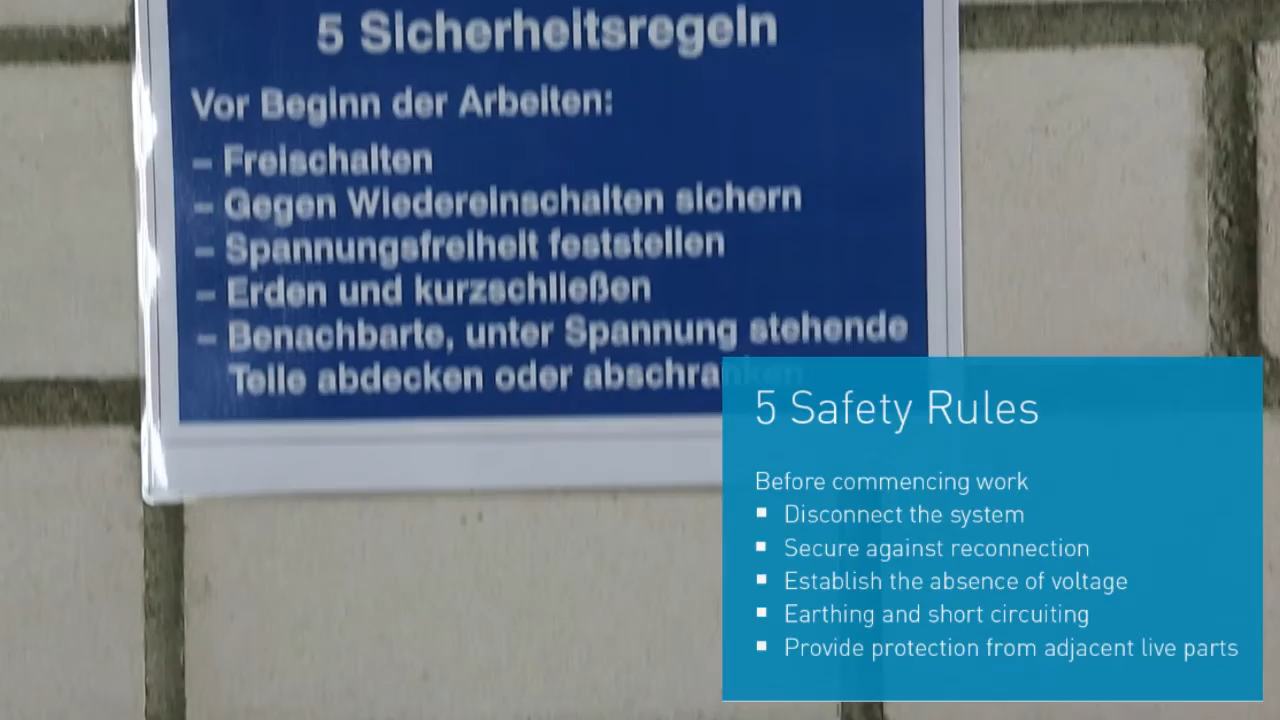 5 Sicherheitsregeln
Vor Beginn der Arbeiten:
– Freischalten
– Gegen Wiedereinschalten sichern
– Spannungsfreiheit feststellen
– Erden und kurzschließen
– Benachbarte, unter Spannung stehende
Teile abdecken oder abschranken
5 Safety Rules
Before commencing work
▪ Disconnect the system
▪ Secure against reconnection
▪ Establish the absence of voltage
▪ Earthing and short circuiting
▪ Provide protection from adjacent live parts